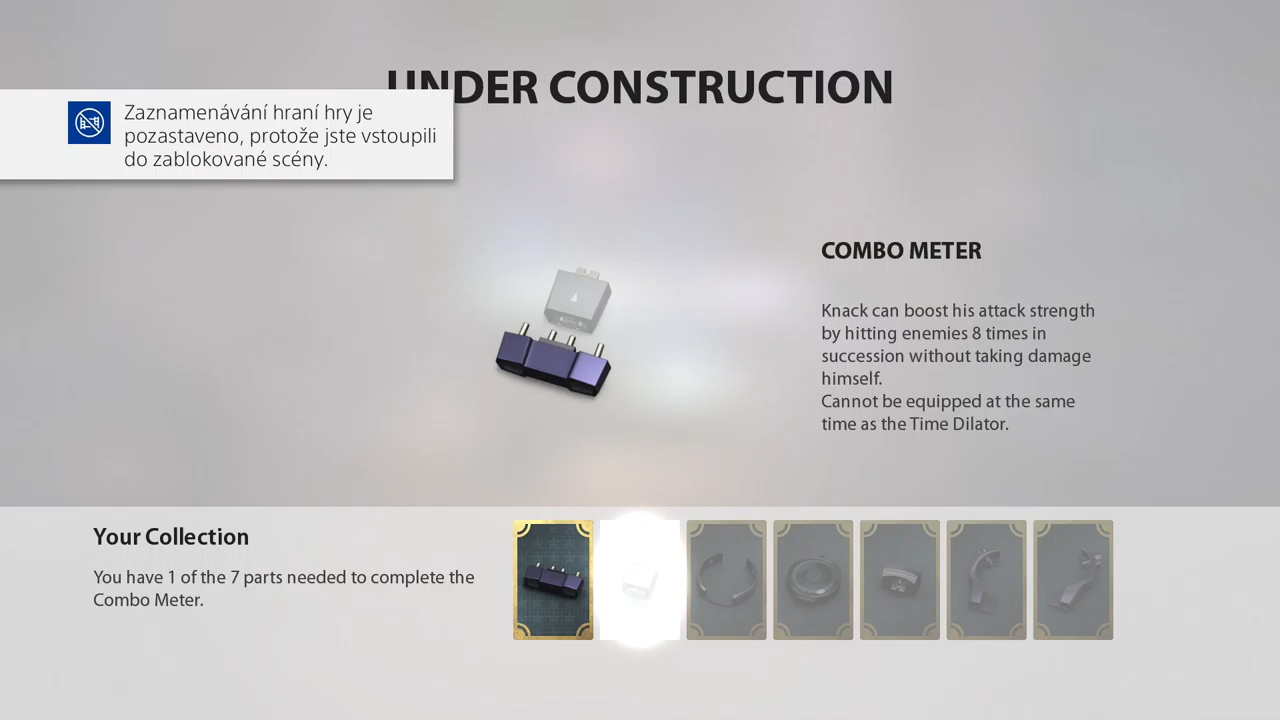 UNDER CONSTRUCTION
Zaznamenávání hraní hry je
pozastaveno, protože jste vstoupili
do zablokované scény.
COMBO METER
Knack can boost his attack strength
by hitting enemies 8 times in
succession without taking damage
himself.
Cannot be equipped at the same
time as the Time Dilator.
Your Collection
You have 1 of the 7 parts needed to complete the
Combo Meter.